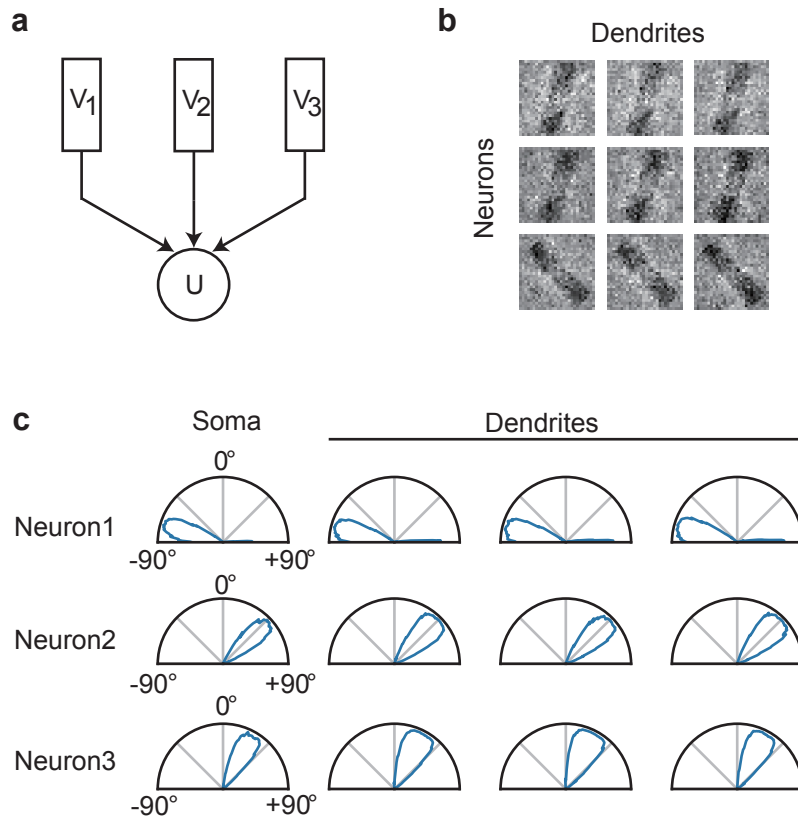 a
V1
V2
V3
U
b
Dendrites
Neurons
c
Soma
Dendrites
0°
Neuron1
-90°
+90°
0°
Neuron2
-90°
+90°
0°
Neuron3
-90°
+90°